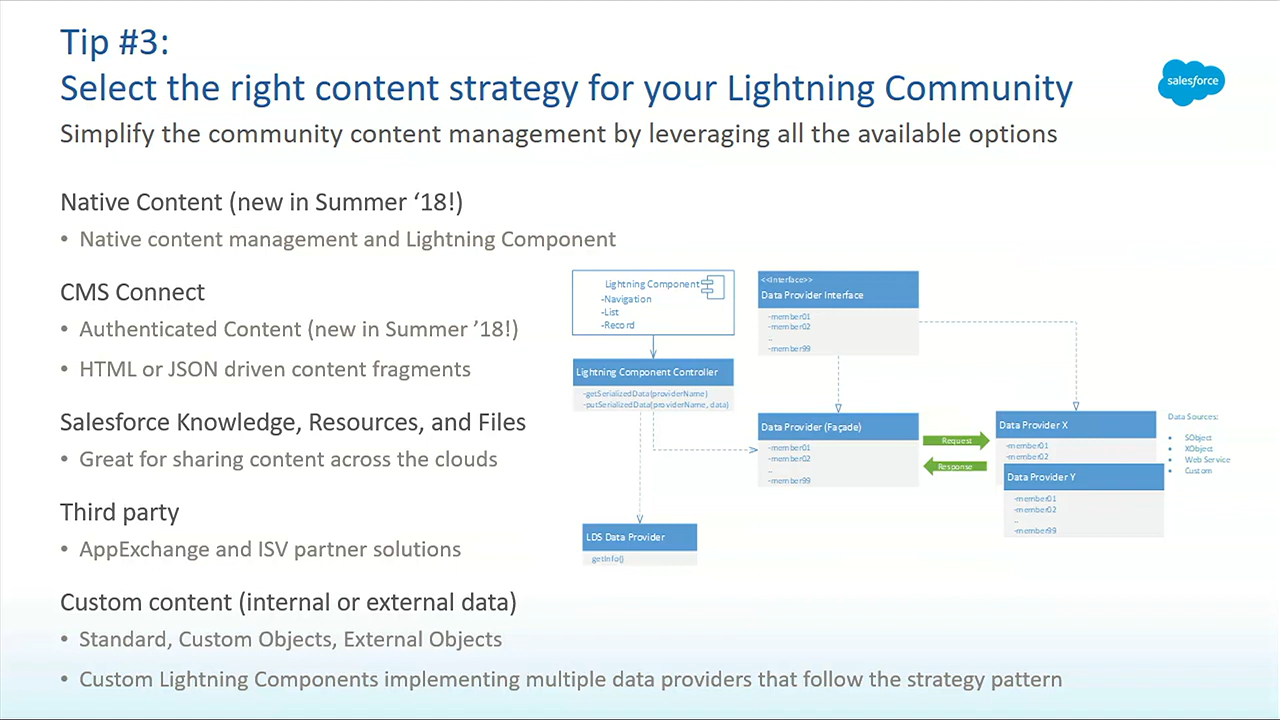 Tip #3:
Select the right content strategy for your Lightning Community
salesforce
Simplify the community content management by leveraging all the available options
Native Content (new in Summer ‘18!)
• Native content management and Lightning Component
CMS Connect
• Authenticated Content (new in Summer ’18!)
• HTML or JSON driven content fragments
Salesforce Knowledge, Resources, and Files
• Great for sharing content across the clouds
Third party
• AppExchange and ISV partner solutions
Custom content (internal or external data)
• Standard, Custom Objects, External Objects
• Custom Lightning Components implementing multiple data providers that follow the strategy pattern
Lightning Component
-Navigation
-List
-Record
Lightning Component Controller
-getSerializedData(providerName)
-putSerializedData(providerName, data)
LDS Data Provider
getInfo()
<<Interface>>
Data Provider Interface
-member01
-member02
..
-member99
Data Provider (Façade)
-member01
-member02
..
-member99
Request
Response
Data Provider X
-member01
-member02
Data Provider Y
-member01
-member02
..
-member99
Data Sources:
• SObject
• XObject
• Web Service
• Custom